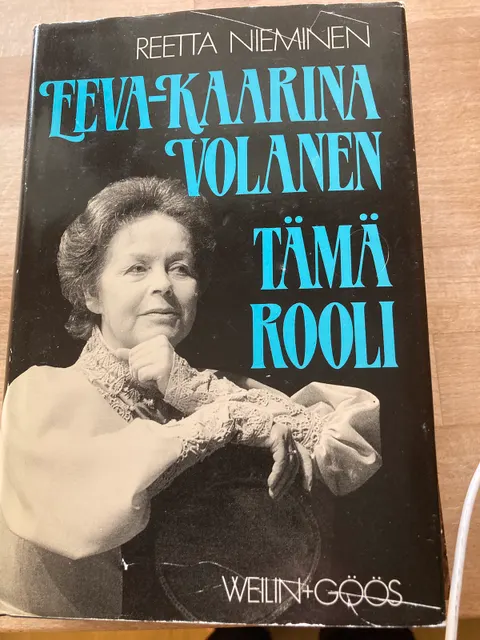 REETTA NIEMINEN
EEVA-KAARINA
VOLANEN
TÄMÄ
ROOLI
WEILIN+GÖÖS